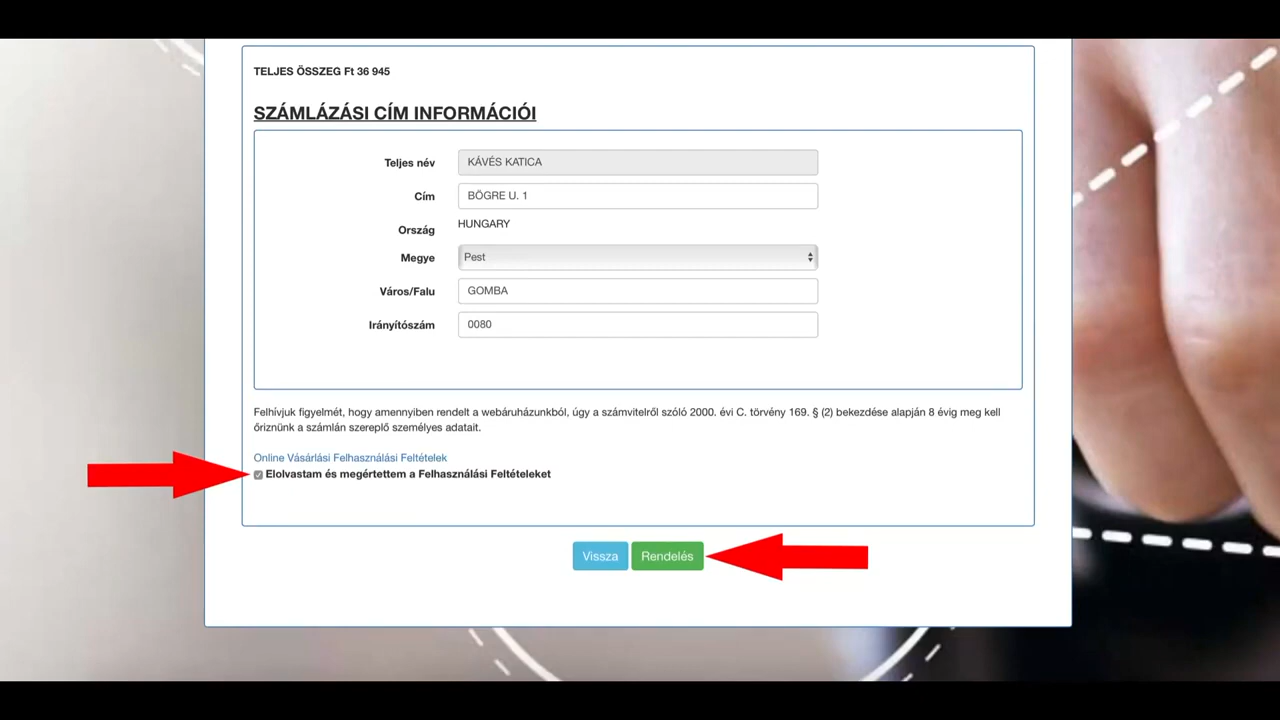 TELJES ÖSSZEG Ft 36 945
SZÁMLÁZÁSI CÍM INFORMÁCIÓI
Teljes név KÁVÉS KATICA
Cím BÖGRE U. 1
Ország HUNGARY
Megye Pest
Város/Falu GOMBA
Irányítószám 0080
Felhívjuk figyelmét, hogy amennyiben rendelt a webáruházunkból, úgy a számvitelről szóló 2000. évi C. törvény 169. § (2) bekezdése alapján 8 évig meg kell
őriznünk a számlán szereplő személyes adatait.
Online Vásárlási Felhasználási Feltételek
Elolvastam és megértettem a Felhasználási Feltételeket
Vissza Rendelés